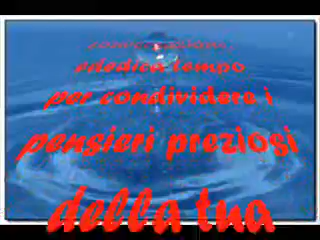 e dedica tempo
per condividere i
pensieri preziosi
della tua